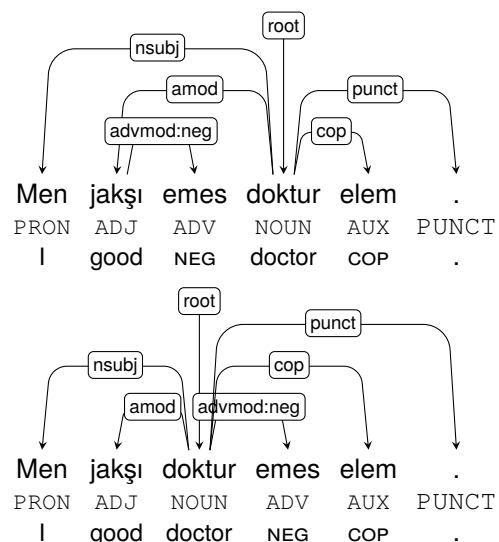 root
nsubj
amod
punct
advmod:neg
cop
Men jakşı emes doktur elem .
PRON ADJ ADV NOUN AUX PUNCT
I good NEG doctor COP .
root
punct
nsubj
cop
amod
advmod:neg
Men jakşı doktur emes elem .
PRON ADJ NOUN ADV AUX PUNCT
I good doctor NEG COP .